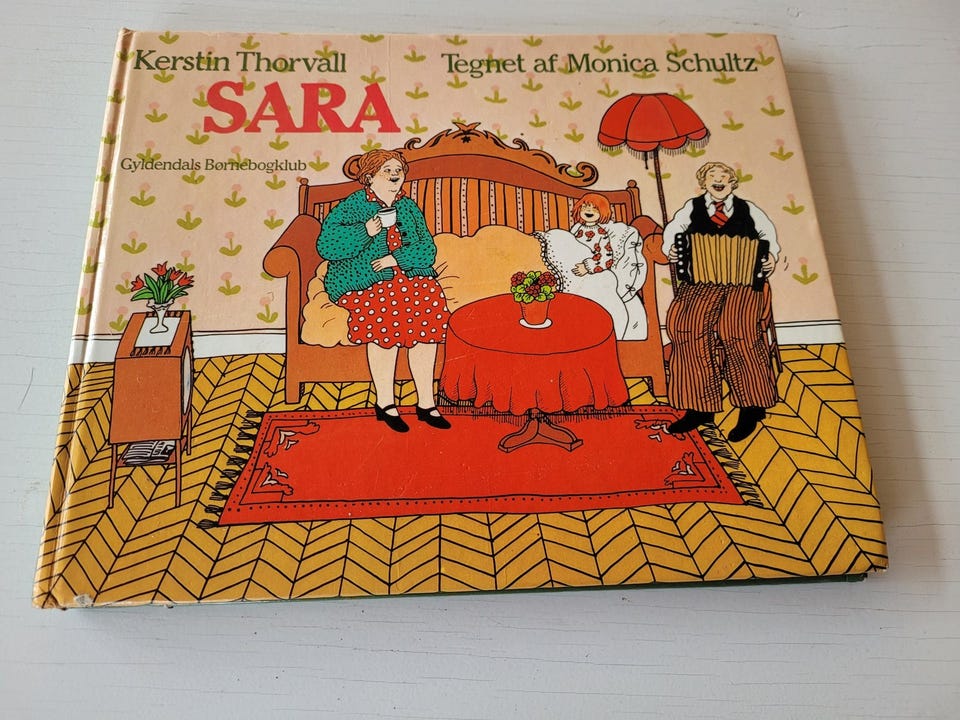 Kerstin Thorvall
Tegnet af Monica Schultz
SARA
Gyldendals Børnebogklub